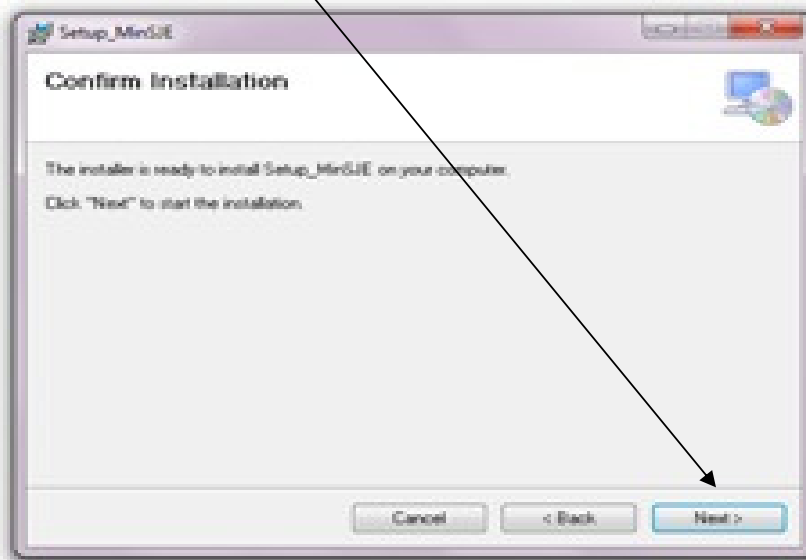 Setup_MinSJE
Confirm Installation
The installer is ready to install Setup_MinSJE on your computer.
Click "Next" to start the installation.
Cancel
< Back
Next >